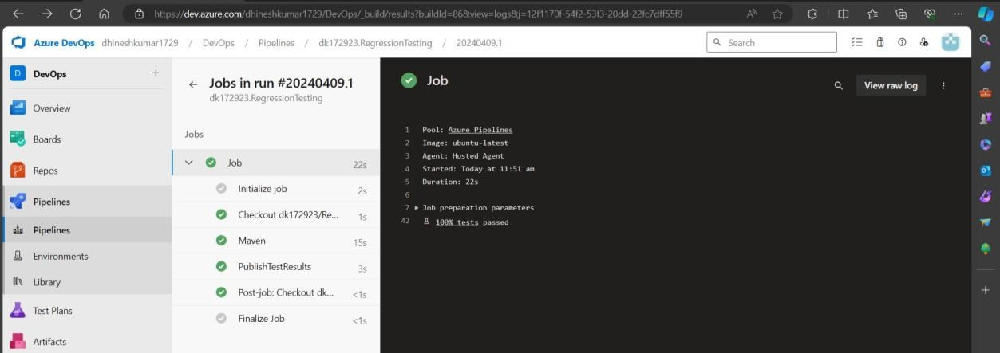 https://dev.azure.com/dhineshkumar1729/DevOps/_build/results?buildId=86&view=logs&j=12f1170f-54f2-53f3-20dd-22fc7dff55f9
Azure DevOps dhineshkumar1729 / DevOps / Pipelines / dk172923.RegressionTesting / 20240409.1
Search
D DevOps +
Overview
Boards
Repos
Pipelines
Pipelines
Environments
Library
Test Plans
Artifacts
Jobs in run #20240409.1
dk172923.RegressionTesting
Jobs
Job 22s
Initialize job 2s
Checkout dk172923/Re... 1s
Maven 15s
PublishTestResults 3s
Post-job: Checkout dk... <1s
Finalize Job <1s
Job
View raw log
1 Pool: Azure Pipelines
2 Image: ubuntu-latest
3 Agent: Hosted Agent
4 Started: Today at 11:51 am
5 Duration: 22s
6
7 Job preparation parameters
42 100% tests passed